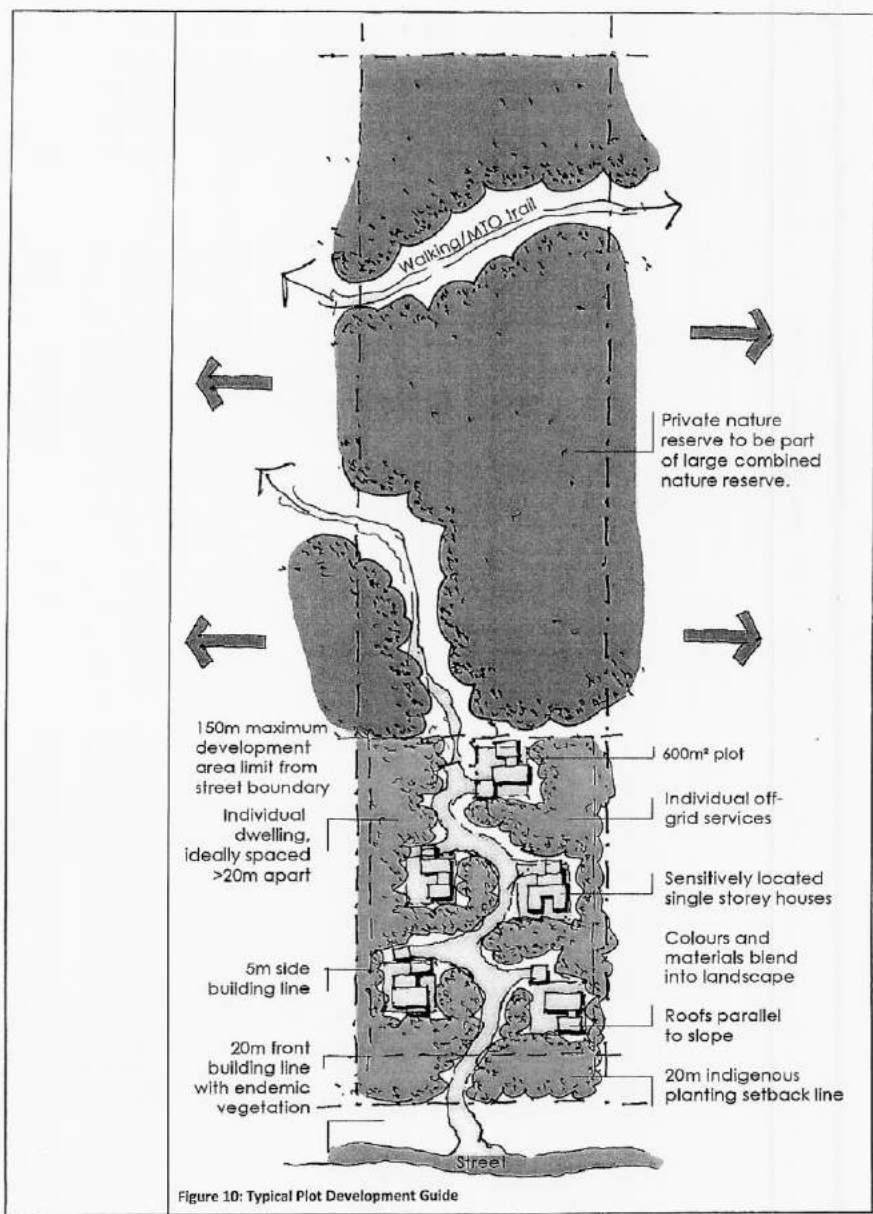 Walking/MTO trail
Private nature
reserve to be part
of large combined
nature reserve.
150m maximum
development
area limit from
street boundary
600m² plot
Individual
dwelling,
ideally spaced
>20m apart
Individual off-
grid services
Sensitively located
single storey houses
5m side
building line
Colours and
materials blend
into landscape
Roofs parallel
to slope
20m front
building line
with endemic
vegetation
20m indigenous
planting setback line
Street
Figure 10: Typical Plot Development Guide